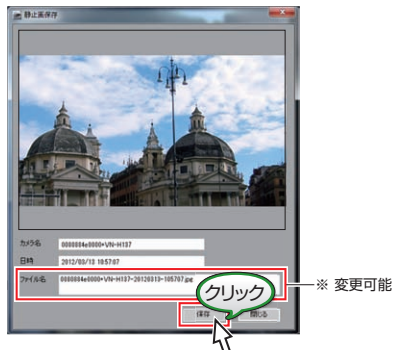 静止画保存
カメラ名 0000884e0000*VN-H137
日時 2012/03/13 10:57:07
ファイル名 0000884e0000*VN-H137-20120313-105707.jpg
※ 変更可能
クリック
保存 閉じる